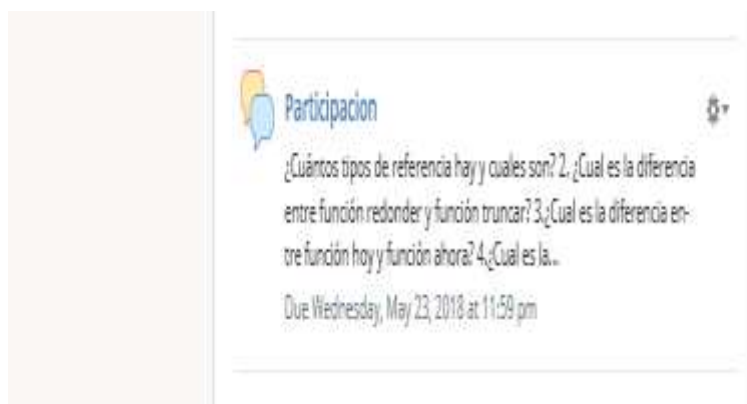 Participacion
¿Cuántos tipos de referencia hay y cuales son? 2. ¿Cual es la diferencia
entre función redonder y función truncar? 3.¿Cual es la diferencia en-
tre función hoy y función ahora? 4.¿Cual es la...
Due Wednesday, May 23, 2018 at 11:59 pm